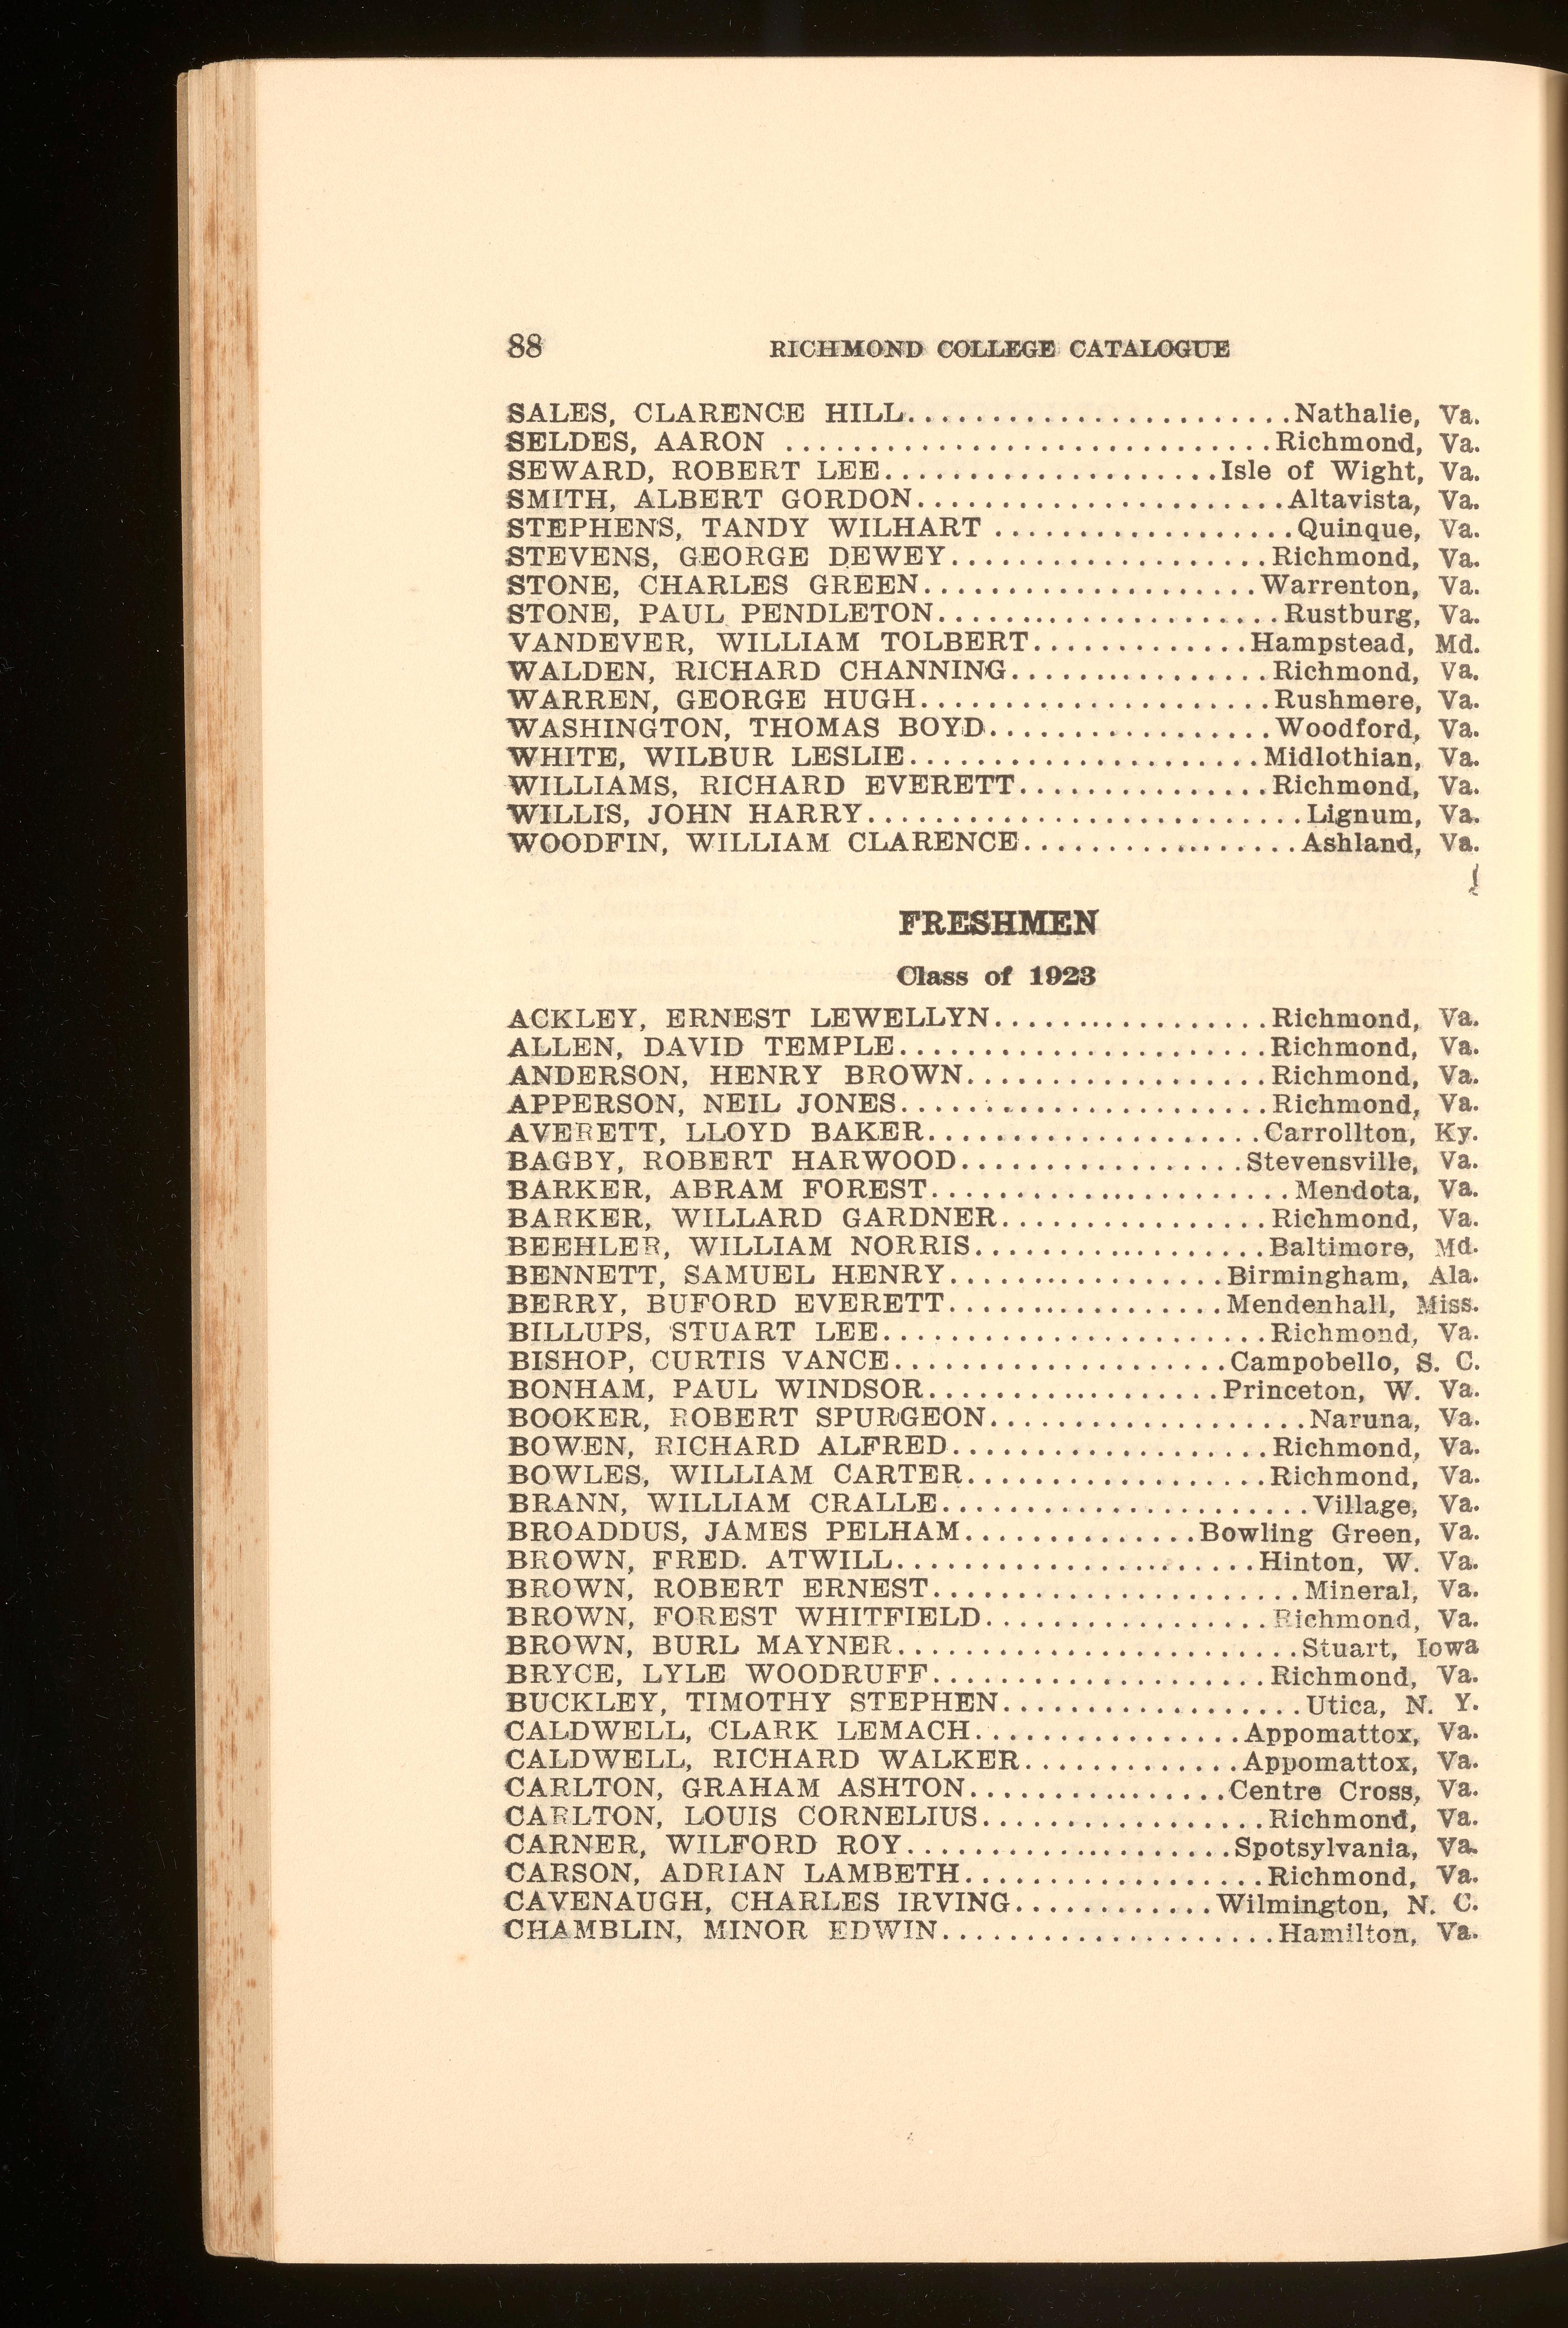 88 RICHMOND COLLEGE CATALOGUE
SALES, CLARENCE HILL.......................Nathalie, Va.
SELDES, AARON .............................Richmond, Va.
SEWARD, ROBERT LEE....................Isle of Wight, Va.
SMITH, ALBERT GORDON......................Altavista, Va.
STEPHENS, TANDY WILHART ..................Quinque, Va.
STEVENS, GEORGE DEWEY...................Richmond, Va.
STONE, CHARLES GREEN....................Warrenton, Va.
STONE, PAUL PENDLETON.....................Rustburg, Va.
VANDEVER, WILLIAM TOLBERT.............Hampstead, Md.
WALDEN, RICHARD CHANNING................Richmond, Va.
WARREN, GEORGE HUGH.....................Rushmere, Va.
WASHINGTON, THOMAS BOYD.................Woodford, Va.
WHITE, WILBUR LESLIE.....................Midlothian, Va.
WILLIAMS, RICHARD EVERETT...............Richmond, Va.
WILLIS, JOHN HARRY..........................Lignum, Va.
WOODFIN, WILLIAM CLARENCE.................Ashland, Va.
FRESHMEN
Class of 1923
ACKLEY, ERNEST LEWELLYN.................Richmond, Va.
ALLEN, DAVID TEMPLE......................Richmond, Va.
ANDERSON, HENRY BROWN..................Richmond, Va.
APPERSON, NEIL JONES......................Richmond, Va.
AVERETT, LLOYD BAKER....................Carrollton, Ky.
BAGBY, ROBERT HARWOOD.................Stevensville, Va.
BARKER, ABRAM FOREST......................Mendota, Va.
BARKER, WILLARD GARDNER................Richmond, Va.
BEEHLER, WILLIAM NORRIS..................Baltimore, Md.
BENNETT, SAMUEL HENRY.................Birmingham, Ala.
BERRY, BUFORD EVERETT.................Mendenhall, Miss.
BILLUPS, STUART LEE.......................Richmond, Va.
BISHOP, CURTIS VANCE....................Campobello, S. C.
BONHAM, PAUL WINDSOR..................Princeton, W. Va.
BOOKER, ROBERT SPURGEON...................Naruna, Va.
BOWEN, RICHARD ALFRED...................Richmond, Va.
BOWLES, WILLIAM CARTER..................Richmond, Va.
BRANN, WILLIAM CRALLE......................Village, Va.
BROADDUS, JAMES PELHAM..............Bowling Green, Va.
BROWN, FRED. ATWILL......................Hinton, W. Va.
BROWN, ROBERT ERNEST......................Mineral, Va.
BROWN, FOREST WHITFIELD.................Richmond, Va.
BROWN, BURL MAYNER........................Stuart, Iowa
BRYCE, LYLE WOODRUFF....................Richmond, Va.
BUCKLEY, TIMOTHY STEPHEN..................Utica, N. Y.
CALDWELL, CLARK LEMACH................Appomattox, Va.
CALDWELL, RICHARD WALKER.............Appomattox, Va.
CARLTON, GRAHAM ASHTON...............Centre Cross, Va.
CARLTON, LOUIS CORNELIUS.................Richmond, Va.
CARNER, WILFORD ROY....................Spotsylvania, Va.
CARSON, ADRIAN LAMBETH..................Richmond, Va.
CAVENAUGH, CHARLES IRVING............Wilmington, N. C.
CHAMBLIN, MINOR EDWIN....................Hamilton, Va.